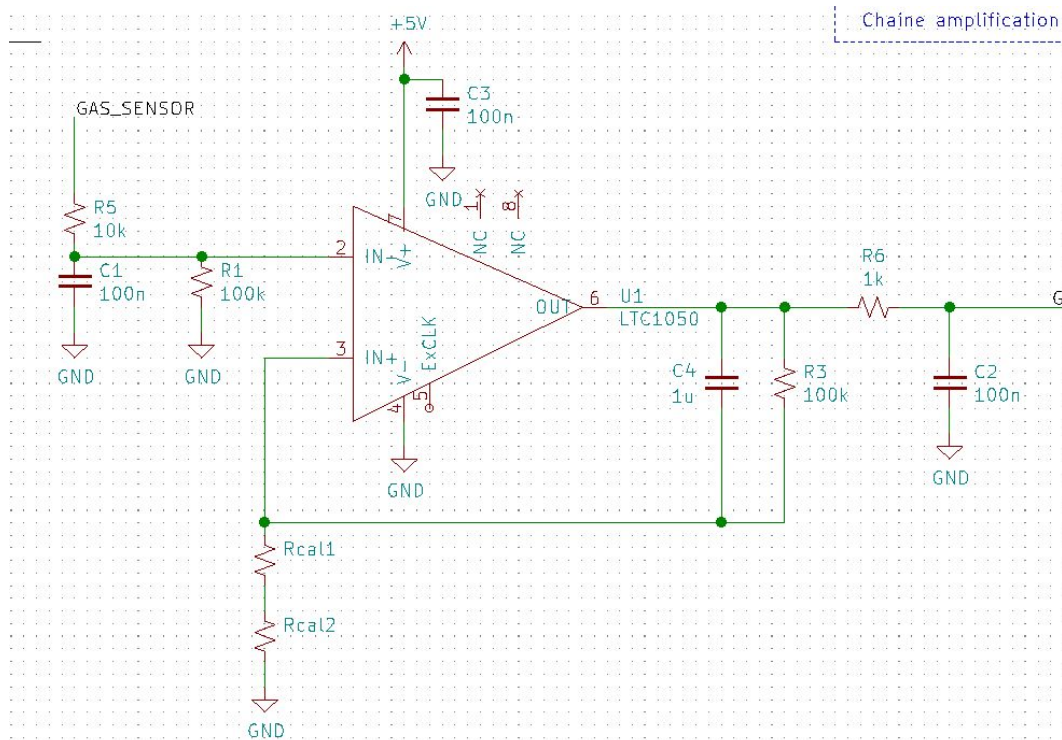 Chaine amplification
+5V
C3
100n
GAS_SENSOR
GND
1
8
NC
NC
R5
10k
7
V+
2
IN-
C1
100n
R1
100k
R6
1k
OUT
6
U1
LTC1050
G
ExCLK
3
IN+
V-
GND
GND
4
5
C4
1u
R3
100k
C2
100n
GND
GND
Rcal1
Rcal2
GND